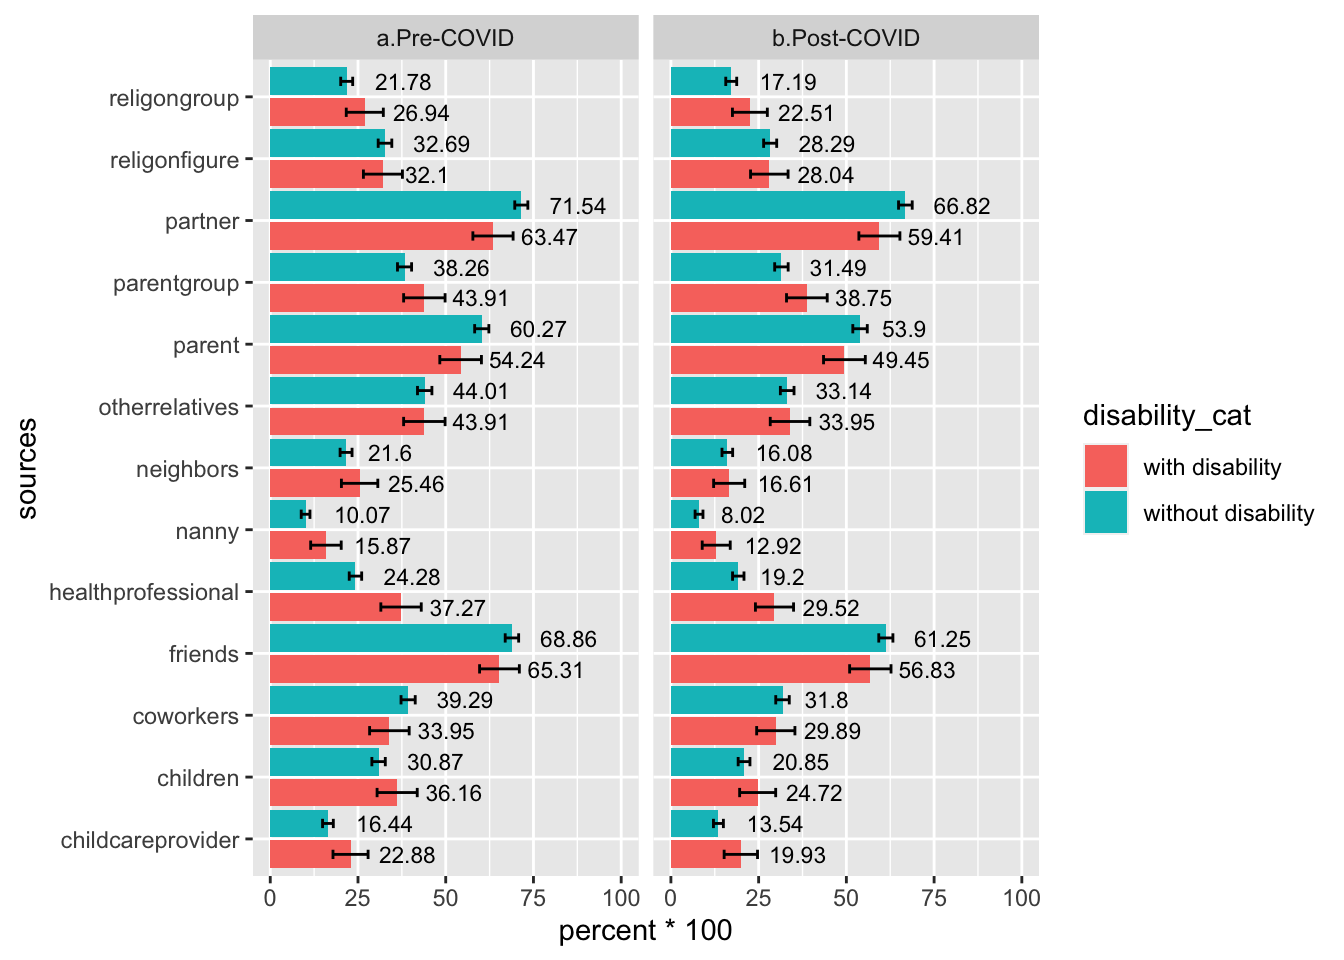 a.Pre-COVID
b.Post-COVID
sources
religongroup
21.78
17.19
26.94
22.51
religonfigure
32.69
28.29
32.1
28.04
partner
71.54
66.82
63.47
59.41
parentgroup
38.26
31.49
43.91
38.75
parent
60.27
53.9
54.24
49.45
otherrelatives
44.01
33.14
43.91
33.95
neighbors
21.6
16.08
25.46
16.61
nanny
10.07
8.02
15.87
12.92
healthprofessional
24.28
19.2
37.27
29.52
friends
68.86
61.25
65.31
56.83
coworkers
39.29
31.8
33.95
29.89
children
30.87
20.85
36.16
24.72
childcareprovider
16.44
13.54
22.88
19.93
0 25 50 75 100
0 25 50 75 100
percent * 100
disability_cat
with disability
without disability